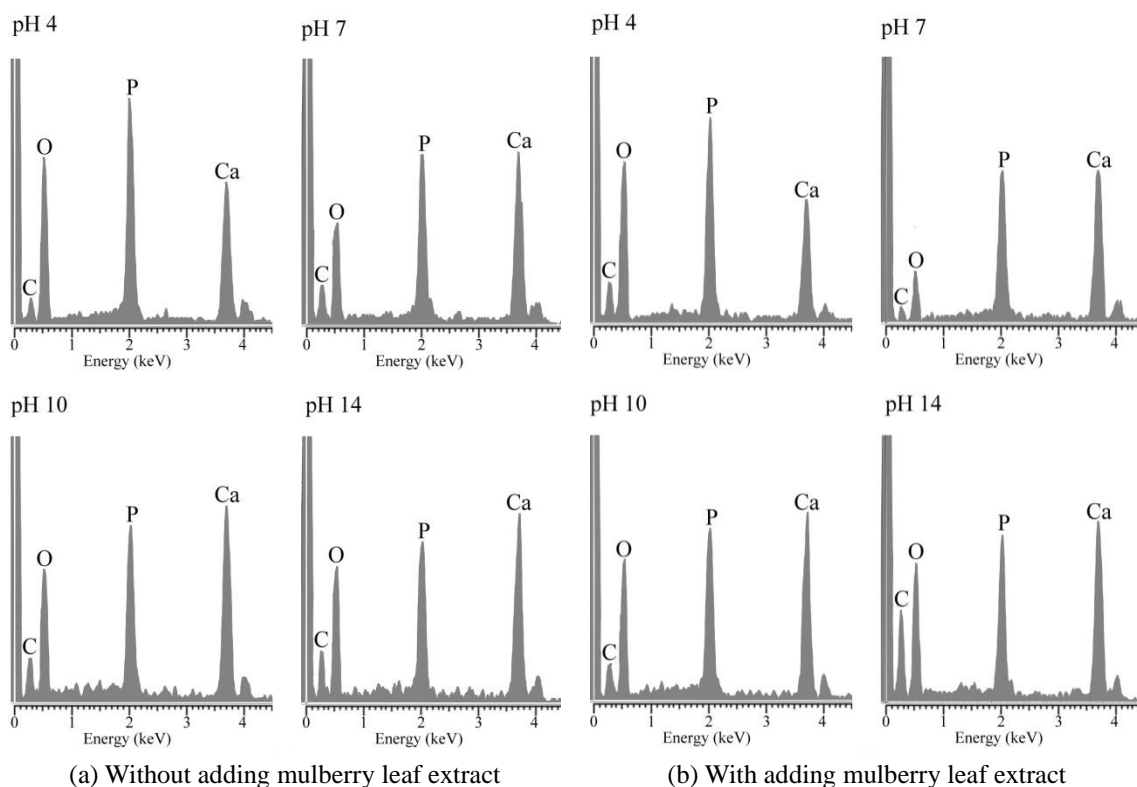 pH 4
pH 7
pH 4
pH 7
C O P Ca
C O P Ca
C O P Ca
C O P Ca
0 1 2 3 4
0 1 2 3 4
0 1 2 3 4
0 1 2 3 4
Energy (keV)
Energy (keV)
Energy (keV)
Energy (keV)
pH 10
pH 14
pH 10
pH 14
C O P Ca
C O P Ca
C O P Ca
C O P Ca
0 1 2 3 4
0 1 2 3 4
0 1 2 3 4
0 1 2 3 4
Energy (keV)
Energy (keV)
Energy (keV)
Energy (keV)
(a) Without adding mulberry leaf extract
(b) With adding mulberry leaf extract